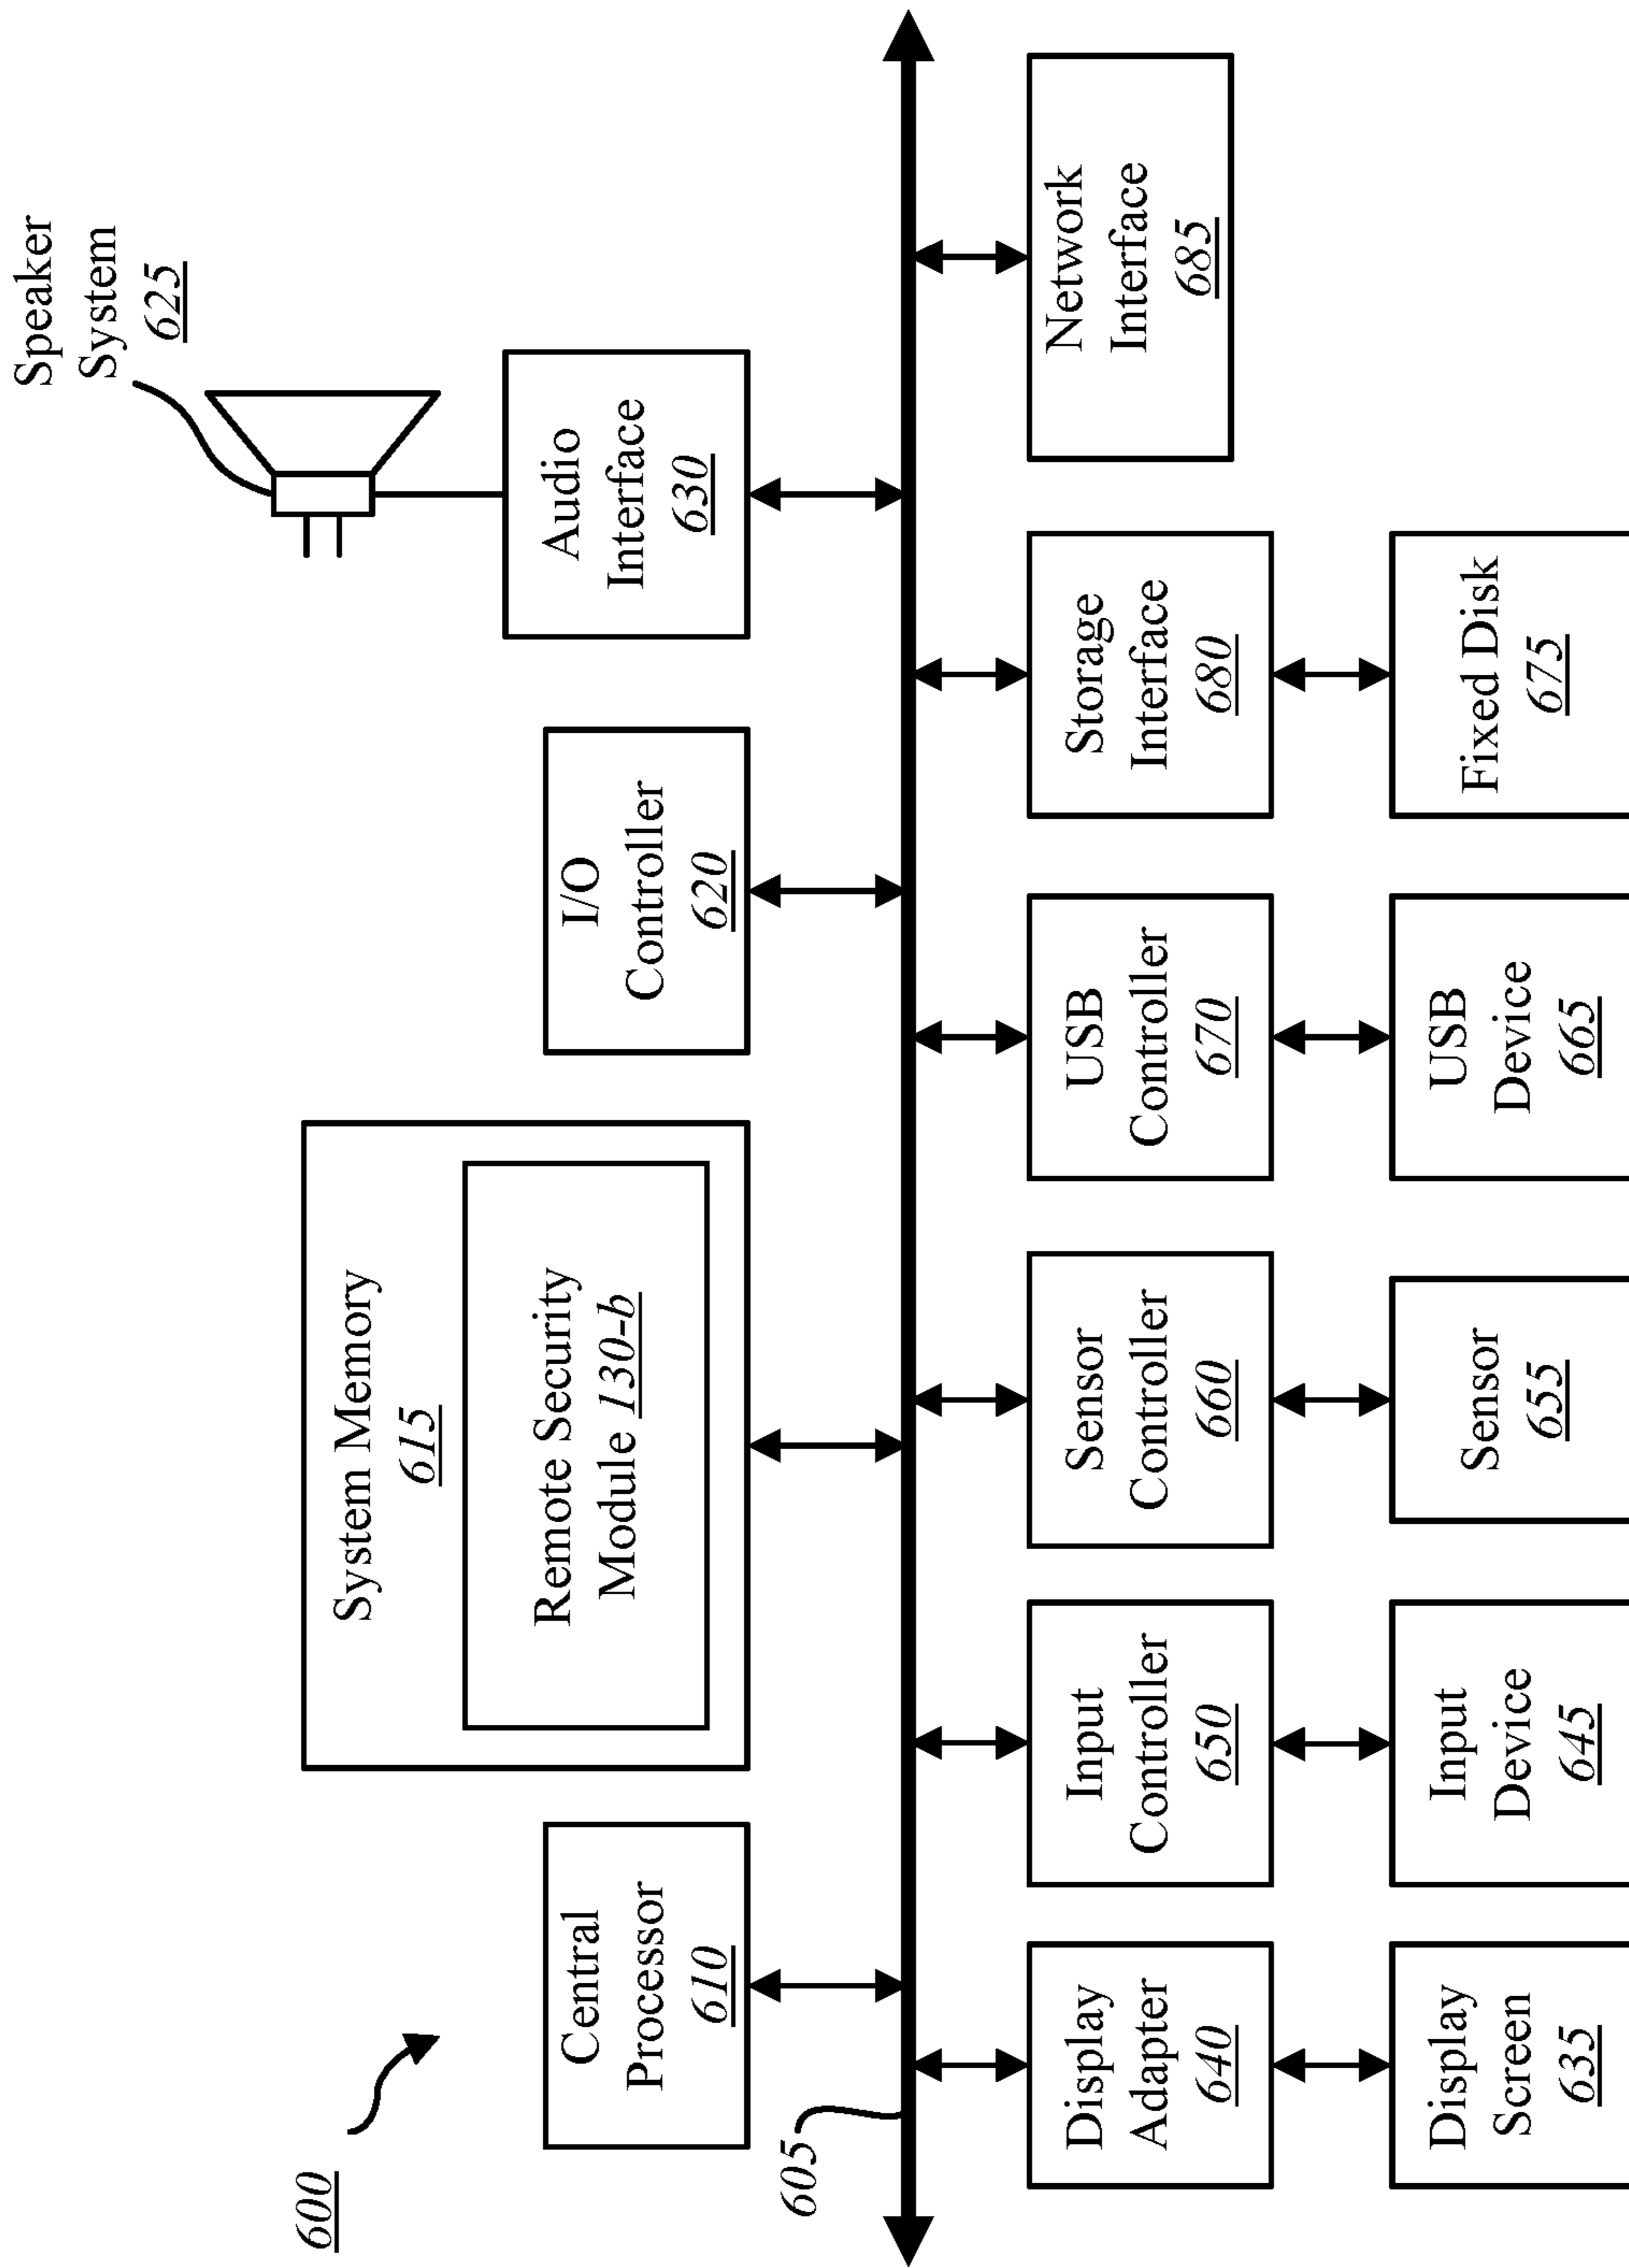 600
Speaker
System
625
Central
Processor
610
System Memory
615
Remote Security
Module 130-b
I/O
Controller
620
Audio
Interface
630
605
Display
Adapter
640
Input
Controller
650
Sensor
Controller
660
USB
Controller
670
Storage
Interface
680
Network
Interface
685
Display
Screen
635
Input
Device
645
Sensor
655
USB
Device
665
Fixed Disk
675